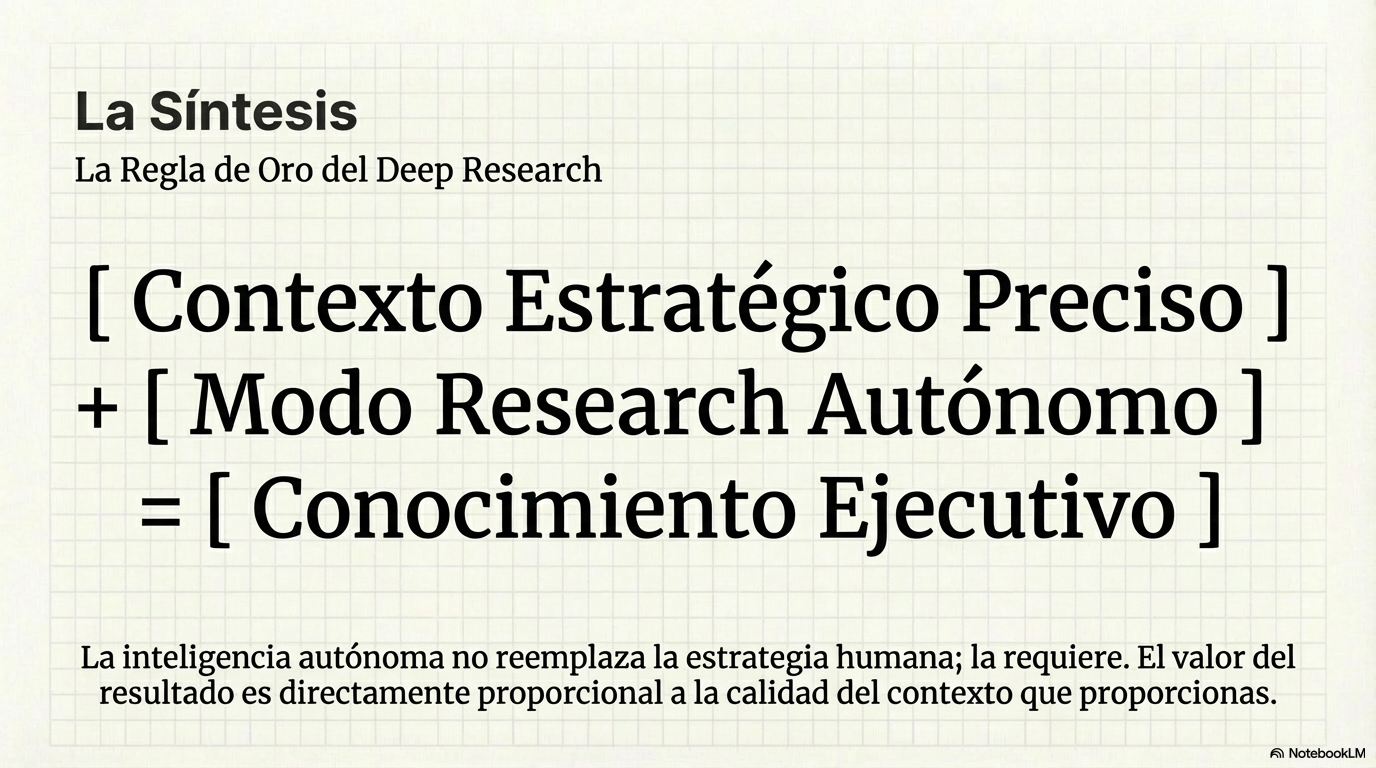 La Síntesis
La Regla de Oro del Deep Research
[ Contexto Estratégico Preciso ]
+ [ Modo Research Autónomo ]
= [ Conocimiento Ejecutivo ]
La inteligencia autónoma no reemplaza la estrategia humana; la requiere. El valor del
resultado es directamente proporcional a la calidad del contexto que proporcionas.
NotebookLM